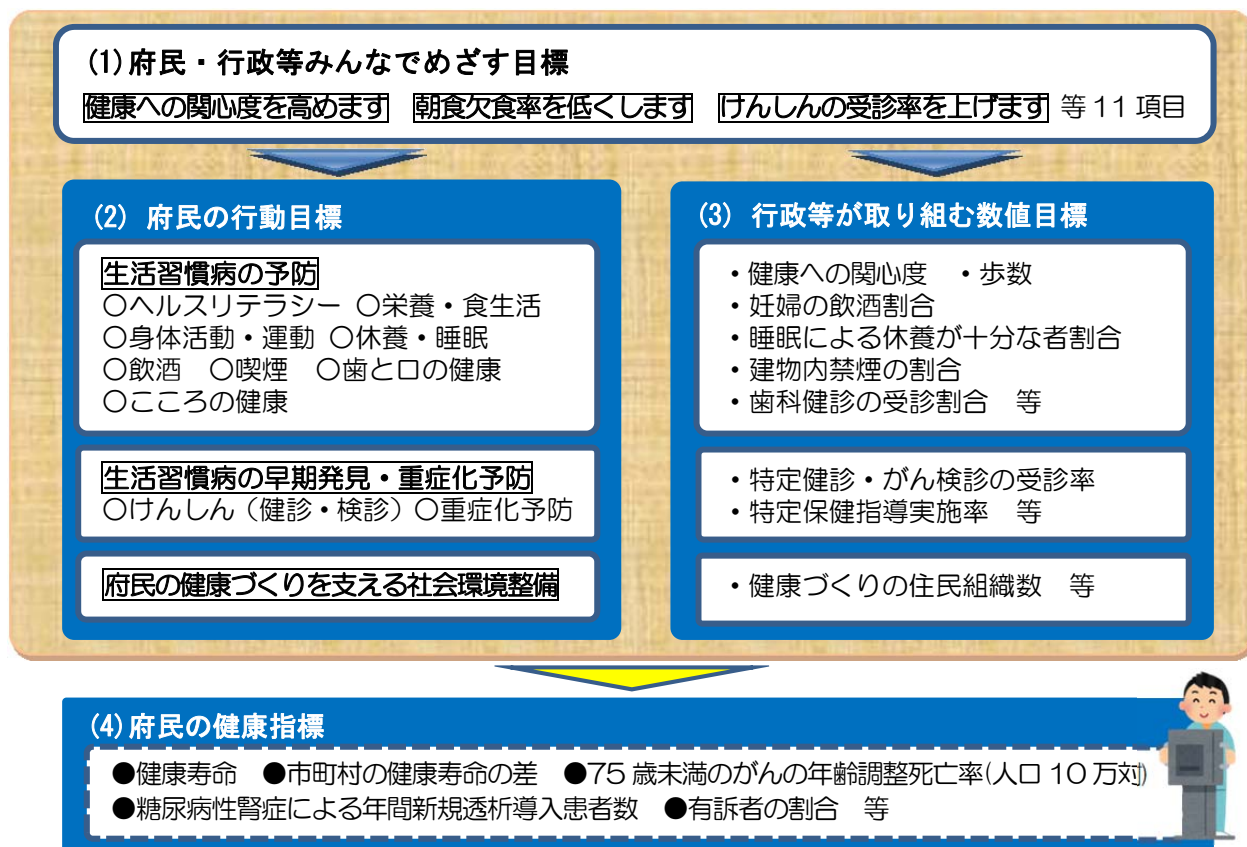 (1)府民・行政等みんなでめざす目標
健康への関心度を高めます　朝食欠食率を低くします　けんしんの受診率を上げます 等 11 項目
(2) 府民の行動目標
生活習慣病の予防
〇ヘルスリテラシー 〇栄養・食生活
〇身体活動・運動 〇休養・睡眠
〇飲酒　〇喫煙　〇歯と口の健康
〇こころの健康
生活習慣病の早期発見・重症化予防
〇けんしん（健診・検診）〇重症化予防
府民の健康づくりを支える社会環境整備
(3) 行政等が取り組む数値目標
・健康への関心度　・歩数
・妊婦の飲酒割合
・睡眠による休養が十分な者割合
・建物内禁煙の割合
・歯科健診の受診割合　等
・特定健診・がん検診の受診率
・特定保健指導実施率　等
・健康づくりの住民組織数　等
(4)府民の健康指標
●健康寿命　●市町村の健康寿命の差　●75 歳未満のがんの年齢調整死亡率(人口 10 万対)
●糖尿病性腎症による年間新規透析導入患者数　●有訴者の割合　等